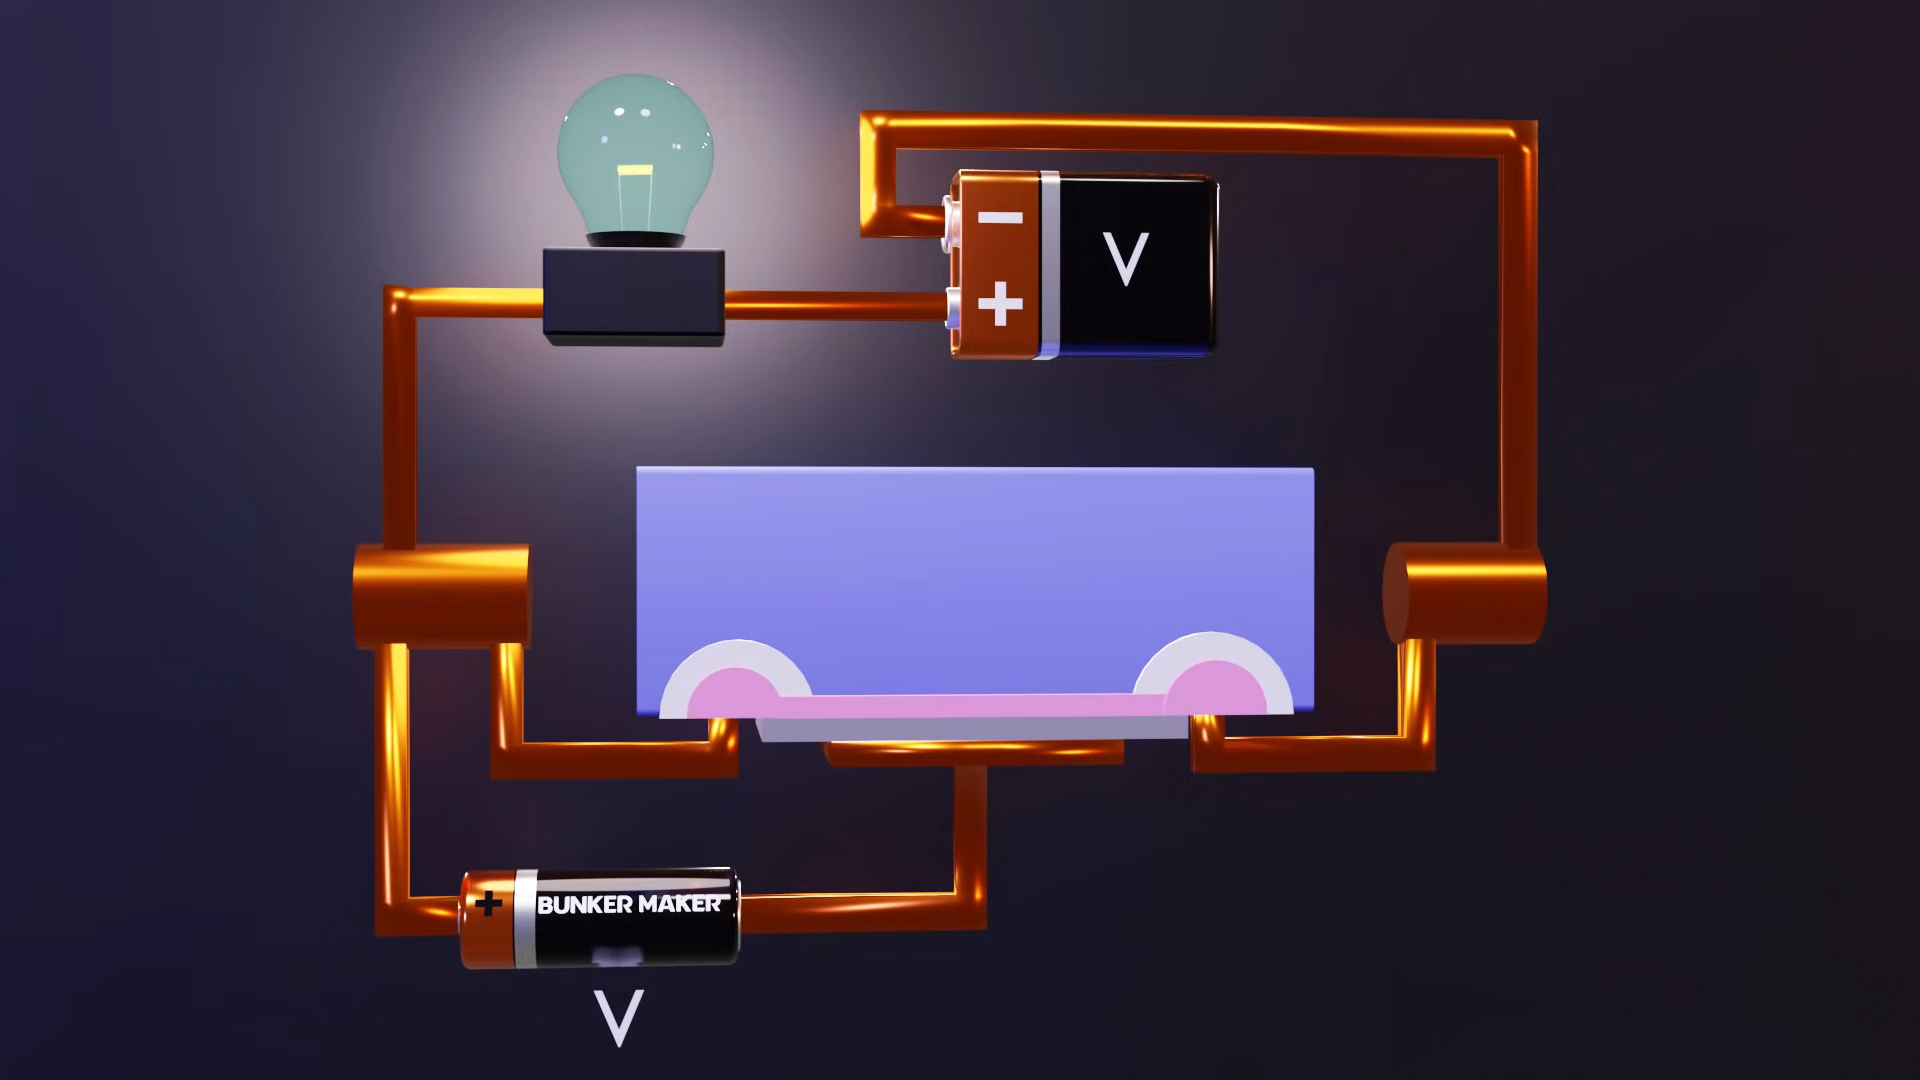 −
V
+
+ BUNKER MAKER
V